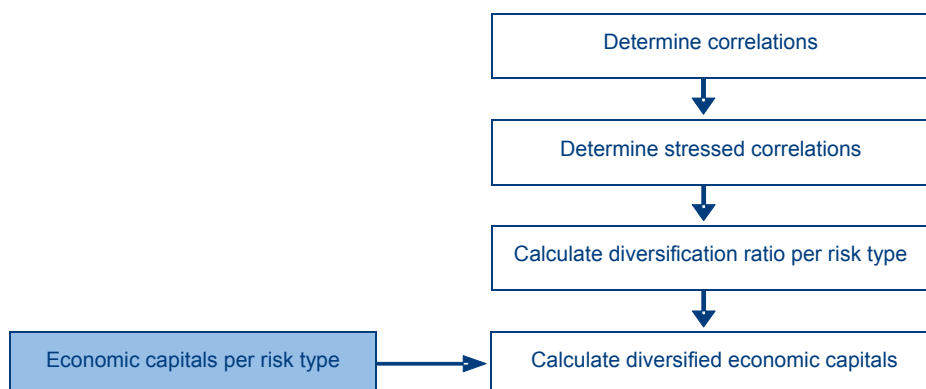 Determine correlations
Determine stressed correlations
Calculate diversification ratio per risk type
Economic capitals per risk type
Calculate diversified economic capitals